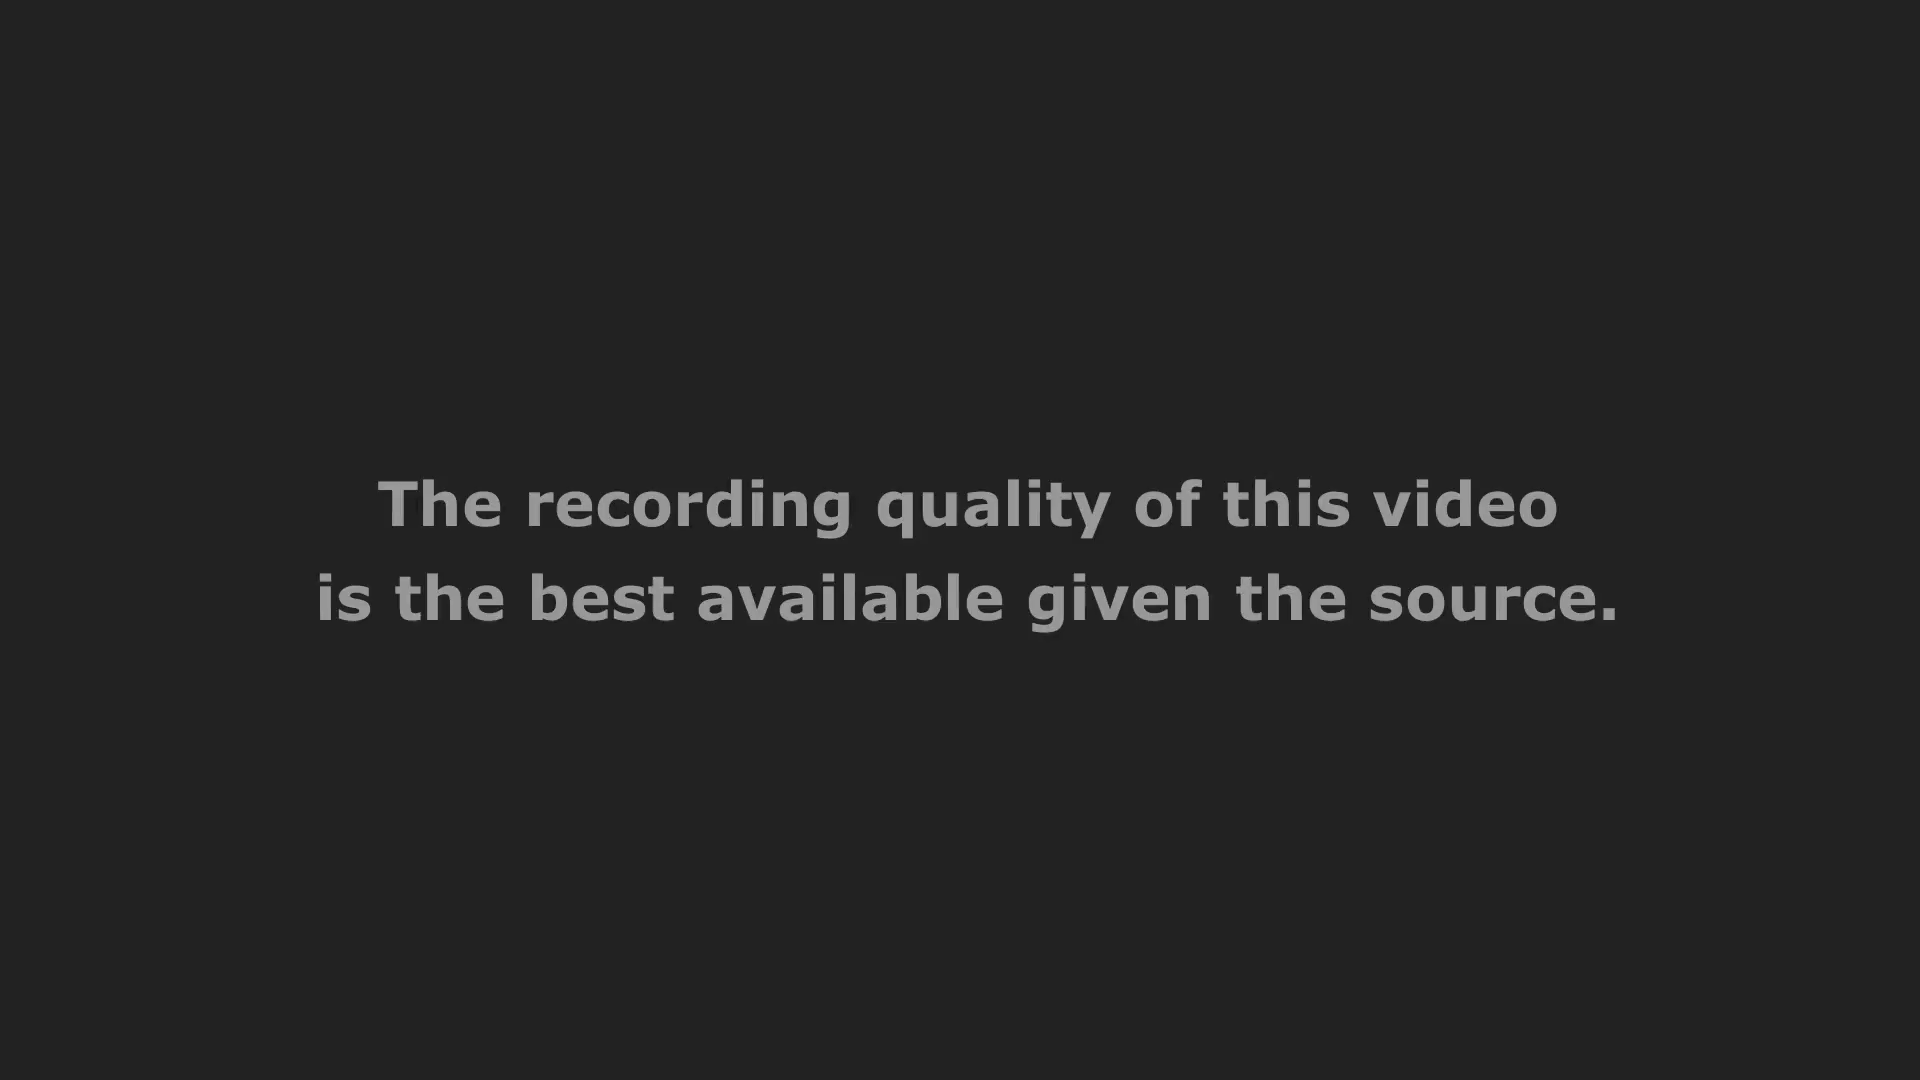 The recording quality of this video
is the best available given the source.